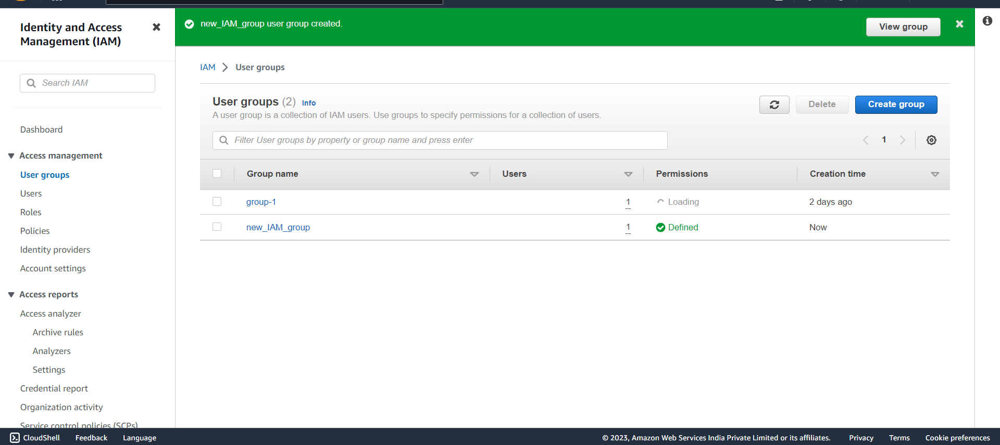 Identity and Access
Management (IAM)
Search IAM
Dashboard
Access management
User groups
Users
Roles
Policies
Identity providers
Account settings
Access reports
Access analyzer
Archive rules
Analyzers
Settings
Credential report
Organization activity
Service control policies (SCPs)
new_IAM_group user group created.
View group
IAM > User groups
User groups (2) Info
A user group is a collection of IAM users. Use groups to specify permissions for a collection of users.
Delete
Create group
Filter User groups by property or group name and press enter
1
Group name Users Permissions Creation time
group-1 1 Loading 2 days ago
new_IAM_group 1 Defined Now
CloudShell Feedback Language © 2023, Amazon Web Services India Private Limited or its affiliates. Privacy Terms Cookie preferences